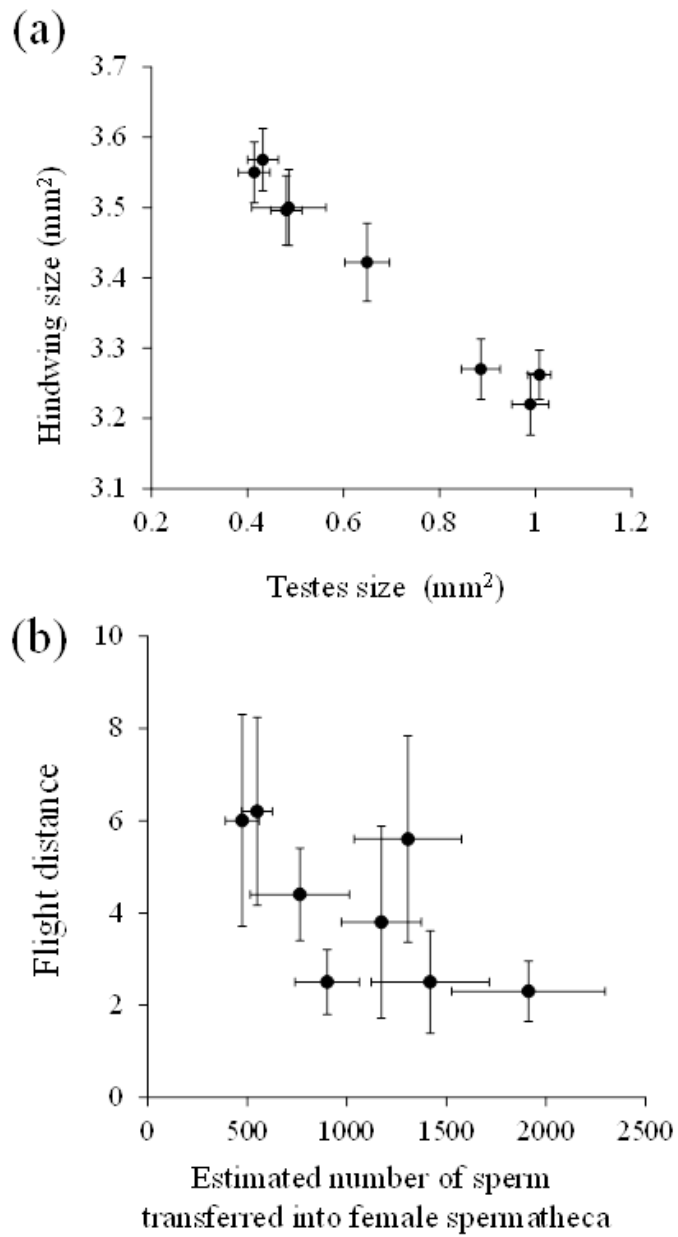 (a)
3.7
3.6
3.5
3.4
3.3
3.2
3.1
Hindwing size (mm²)
0.2 0.4 0.6 0.8 1 1.2
Testes size (mm²)
(b)
10
8
6
4
2
0
Flight distance
0 500 1000 1500 2000 2500
Estimated number of sperm
transferred into female spermatheca